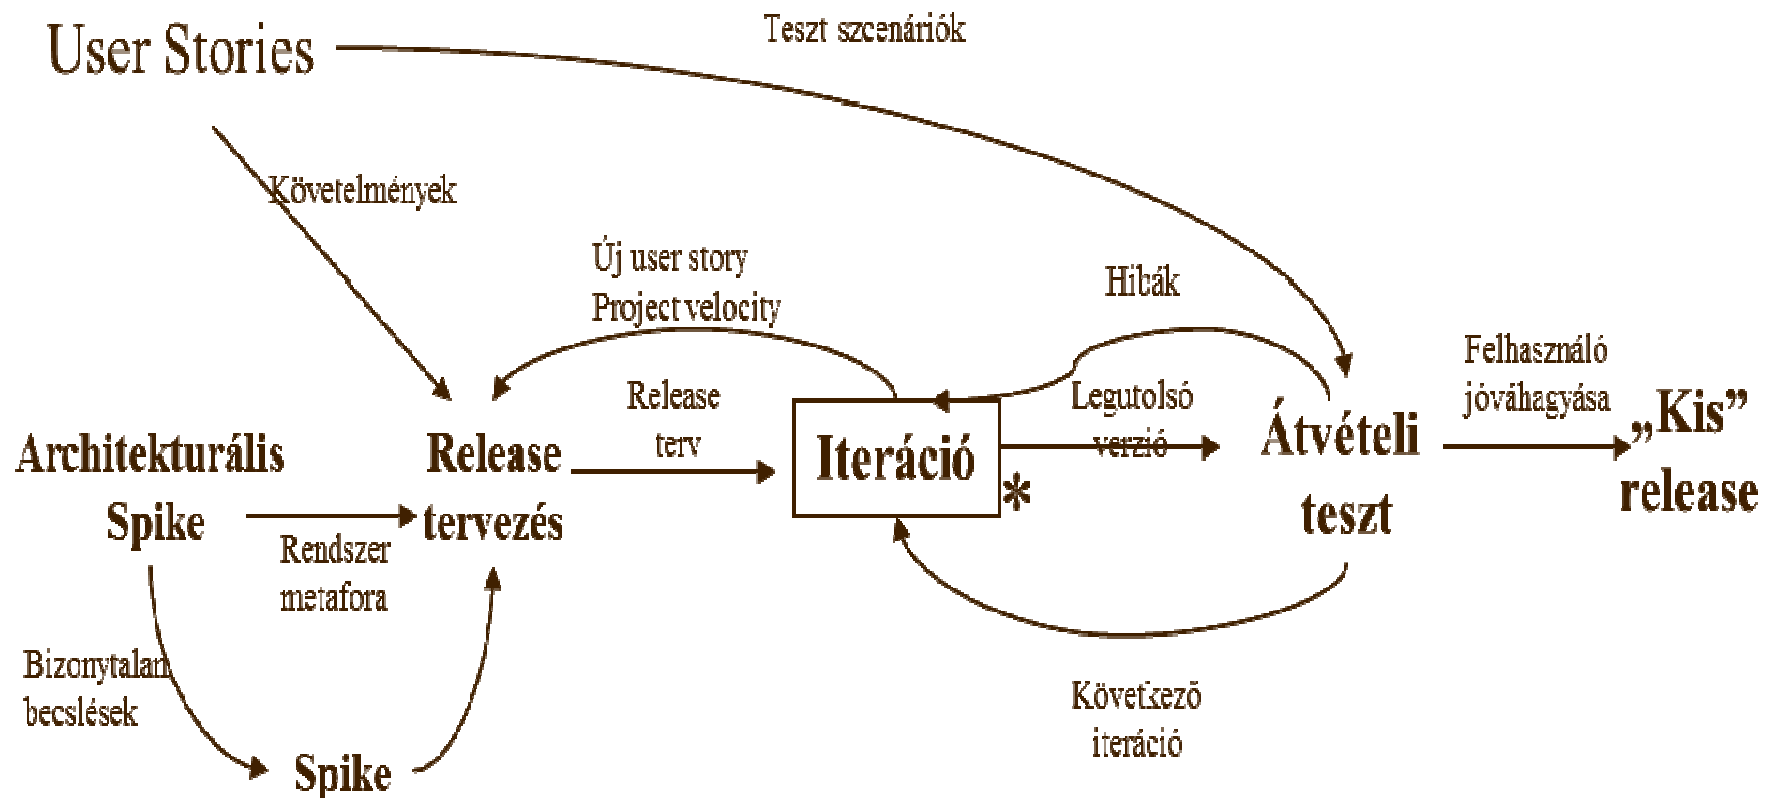 User Stories
Teszt szcenáriók
Követelmények
Új user story
Project velocity
Hibák
Felhasználó
jóváhagyása
Release
terv
Legutolsó
verzió
Architekturális
Spike
Release
tervezés
Iteráció
*
Átvételi
teszt
„Kis”
release
Rendszer
metafora
Bizonytalan
becslések
Spike
Következő
iteráció